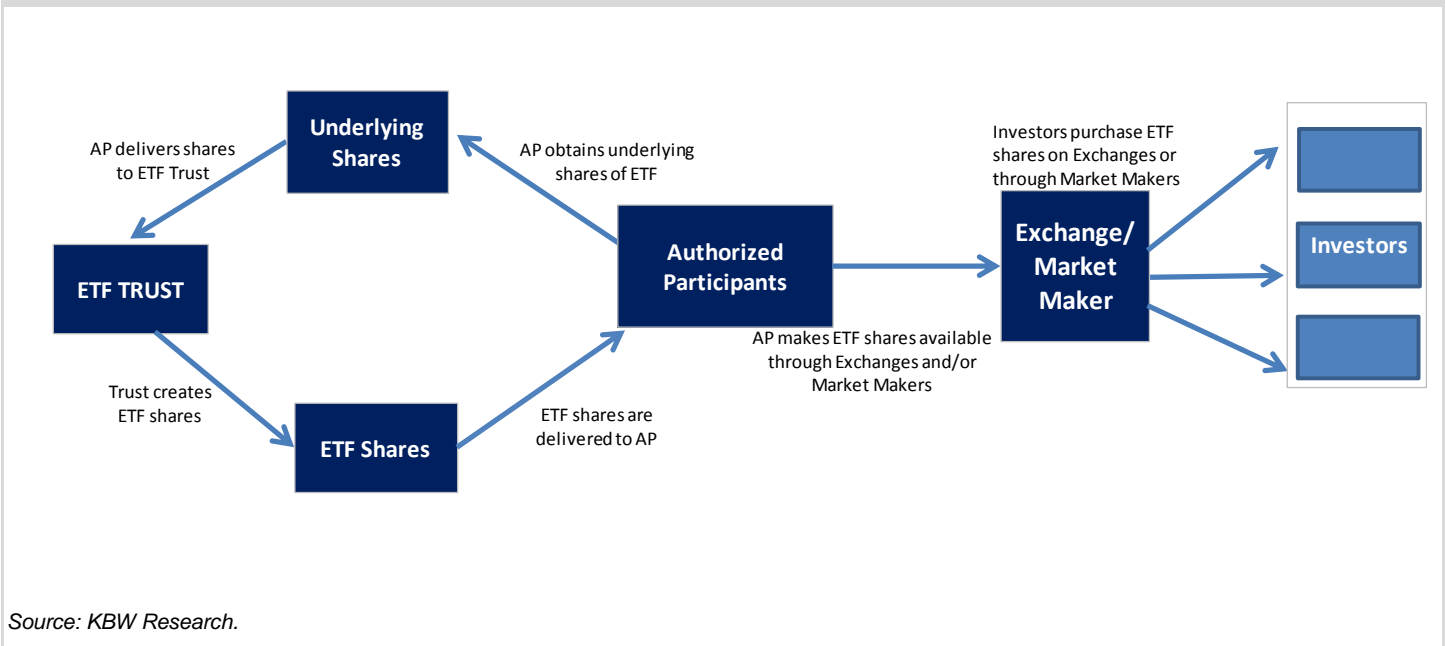 Underlying
Shares
AP delivers shares
to ETF Trust
AP obtains underlying
shares of ETF
Investors purchase ETF
shares on Exchanges or
through Market Makers
ETF TRUST
Authorized
Participants
Exchange/
Market
Maker
Investors
AP makes ETF shares available
through Exchanges and/or
Market Makers
Trust creates
ETF shares
ETF Shares
ETF shares are
delivered to AP
Source: KBW Research.